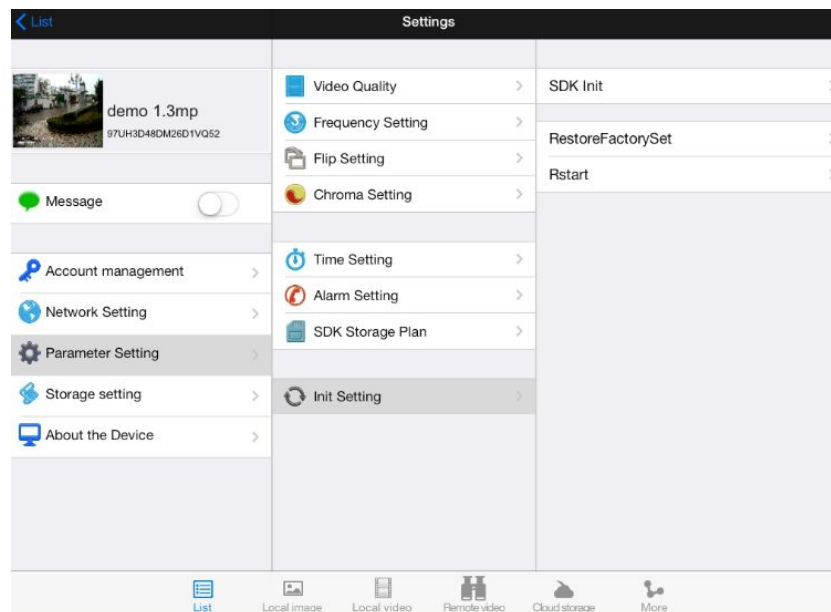 List
Settings
demo 1.3mp
97UH3D48DM26D1VQ52
Message
Account management
Network Setting
Parameter Setting
Storage setting
About the Device
Video Quality
Frequency Setting
Flip Setting
Chroma Setting
Time Setting
Alarm Setting
SDK Storage Plan
Init Setting
SDK Init
RestoreFactorySet
Rstart
List
Local image
Local video
Remote video
Cloud storage
More